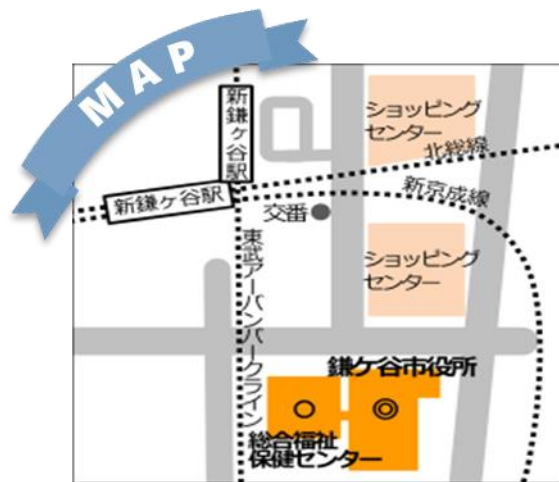 MAP
新鎌ヶ谷駅
ショッピング
センター
北総線
新鎌ヶ谷駅
新京成線
交番
東武アーバンパークライン
ショッピング
センター
鎌ケ谷市役所
総合福祉
保健センター